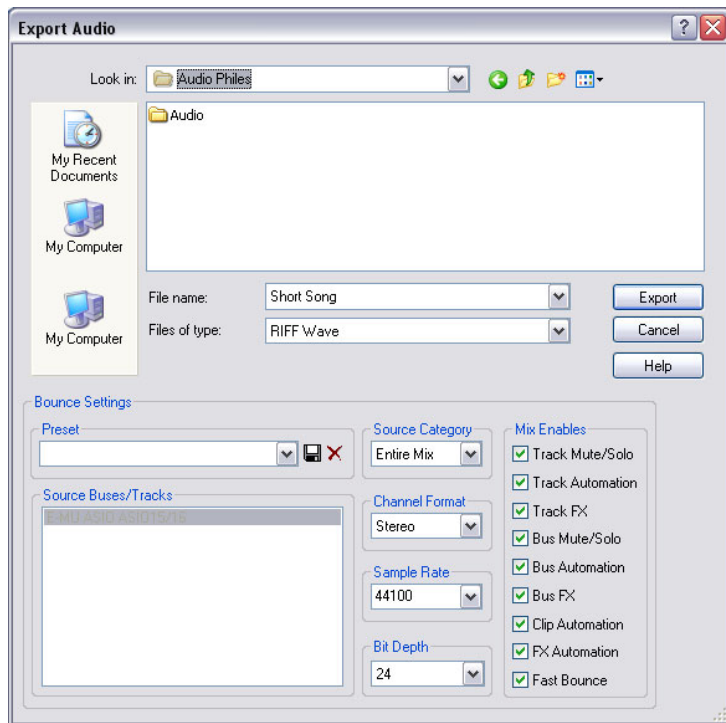 Export Audio
Look in: Audio Philes
Audio
My Recent
Documents
My Computer
My Computer
File name: Short Song
Files of type: RIFF Wave
Export
Cancel
Help
Bounce Settings
Preset
Source Buses/Tracks
E-MU ASIO ASIO15/16
Source Category
Entire Mix
Channel Format
Stereo
Sample Rate
44100
Bit Depth
24
Mix Enables
Track Mute/Solo
Track Automation
Track FX
Bus Mute/Solo
Bus Automation
Bus FX
Clip Automation
FX Automation
Fast Bounce